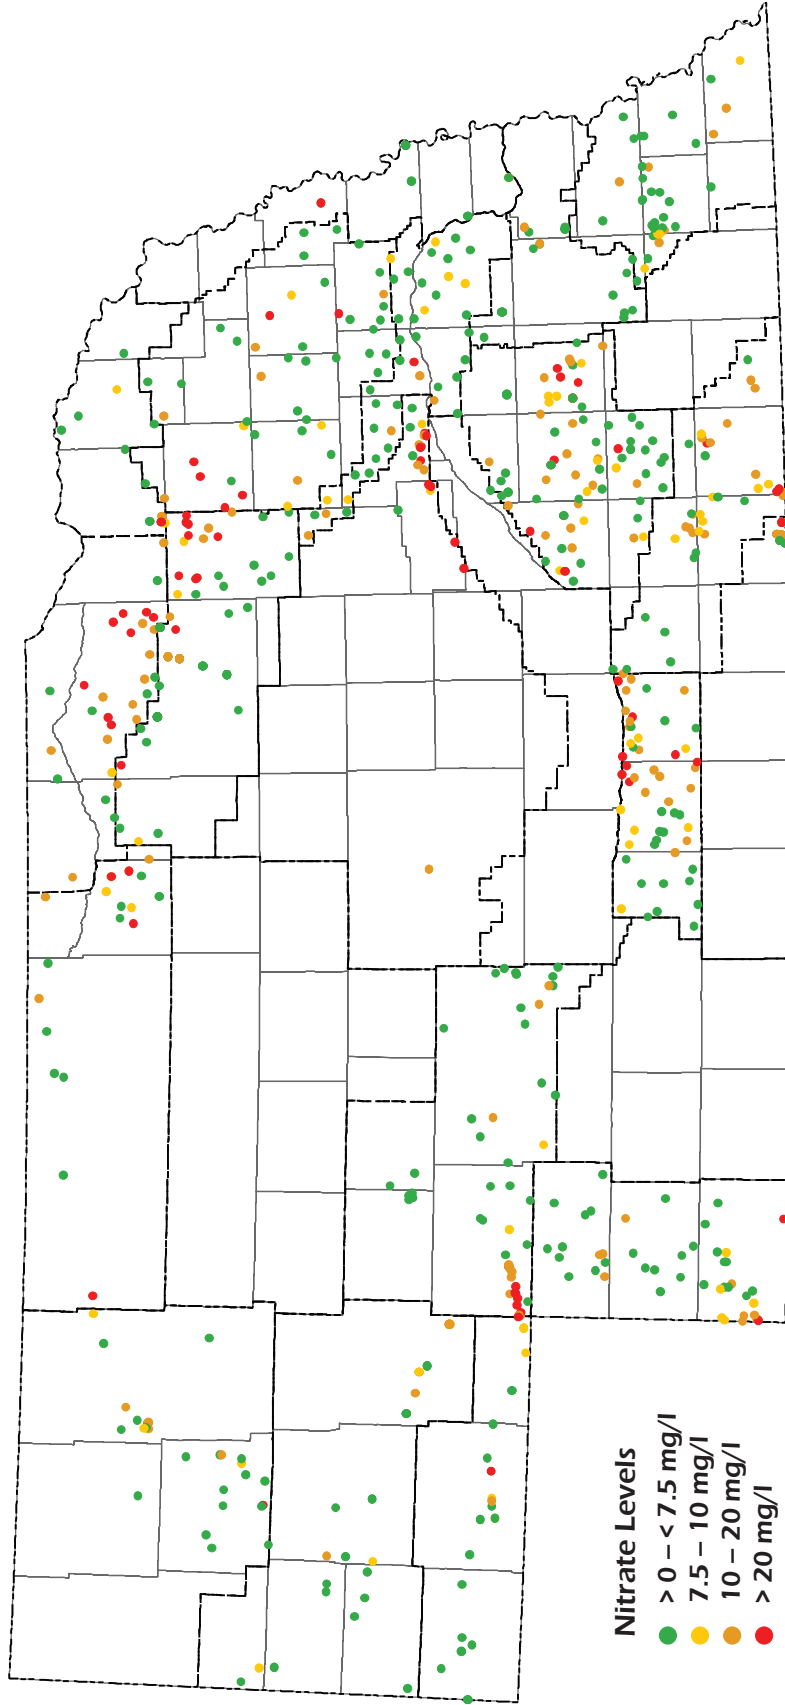 Nitrate Levels
> 0 – < 7.5 mg/l
7.5 – 10 mg/l
10 – 20 mg/l
> 20 mg/l